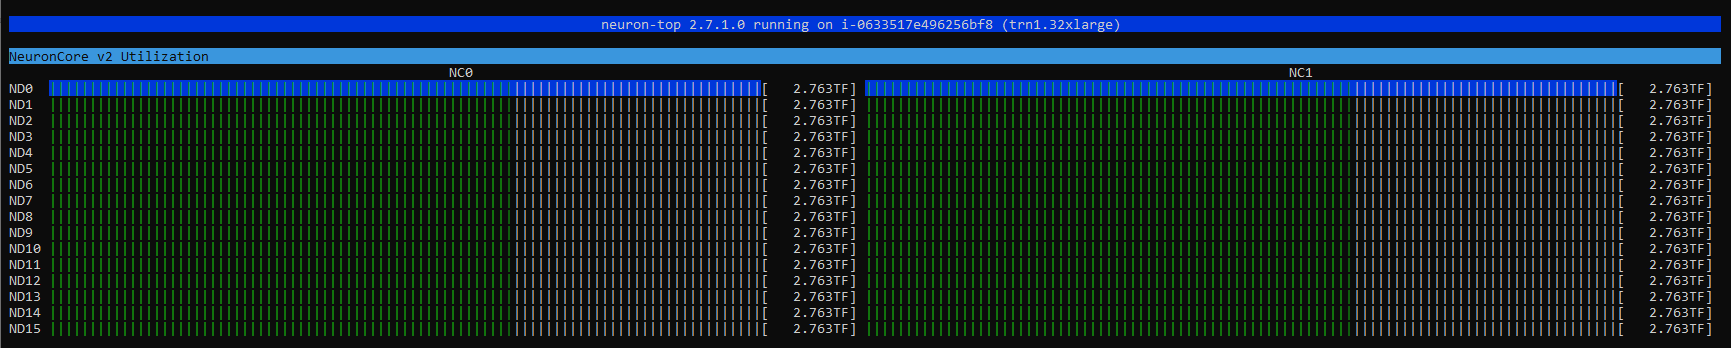 neuron-top 2.7.1.0 running on i-0633517e496256bf8 (trn1.32xlarge)
NeuronCore v2 Utilization
NC0 NC1
ND0 [ 2.763TF] [ 2.763TF]
ND1 [ 2.763TF] [ 2.763TF]
ND2 [ 2.763TF] [ 2.763TF]
ND3 [ 2.763TF] [ 2.763TF]
ND4 [ 2.763TF] [ 2.763TF]
ND5 [ 2.763TF] [ 2.763TF]
ND6 [ 2.763TF] [ 2.763TF]
ND7 [ 2.763TF] [ 2.763TF]
ND8 [ 2.763TF] [ 2.763TF]
ND9 [ 2.763TF] [ 2.763TF]
ND10 [ 2.763TF] [ 2.763TF]
ND11 [ 2.763TF] [ 2.763TF]
ND12 [ 2.763TF] [ 2.763TF]
ND13 [ 2.763TF] [ 2.763TF]
ND14 [ 2.763TF] [ 2.763TF]
ND15 [ 2.763TF] [ 2.763TF]